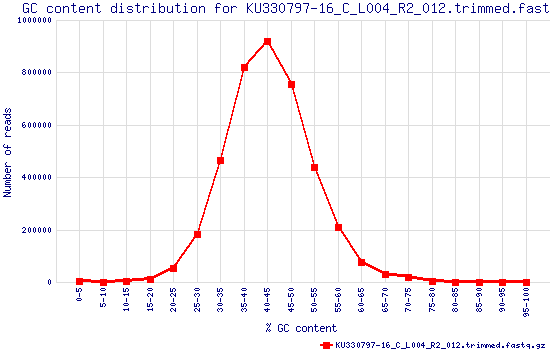 GC content distribution for KU330797-16_C_L004_R2_012.trimmed.fast
Number of reads
1000000
800000
600000
400000
200000
0
0-5 5-10 10-15 15-20 20-25 25-30 30-35 35-40 40-45 45-50 50-55 55-60 60-65 65-70 70-75 75-80 80-85 85-90 90-95 95-100
% GC content
KU330797-16_C_L004_R2_012.trimmed.fastq.gz